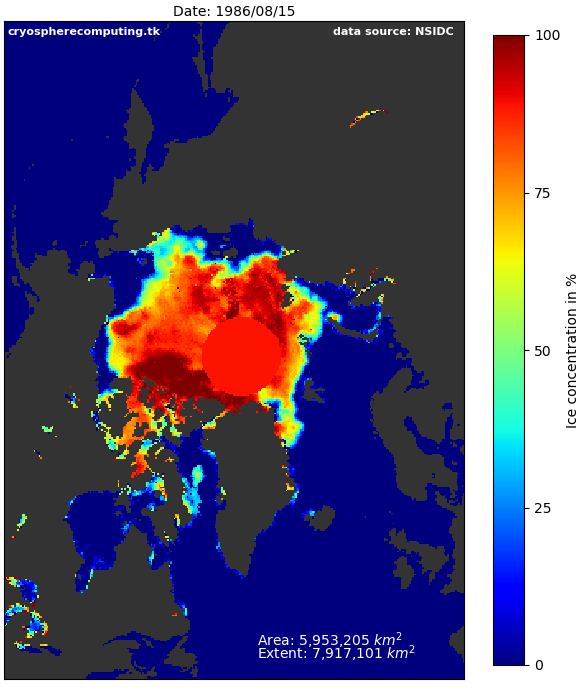 Date: 1986/08/15
cryospherecomputing.tk
data source: NSIDC
100
75
50
25
0
Ice concentration in %
Area: 5,953,205 km²
Extent: 7,917,101 km²